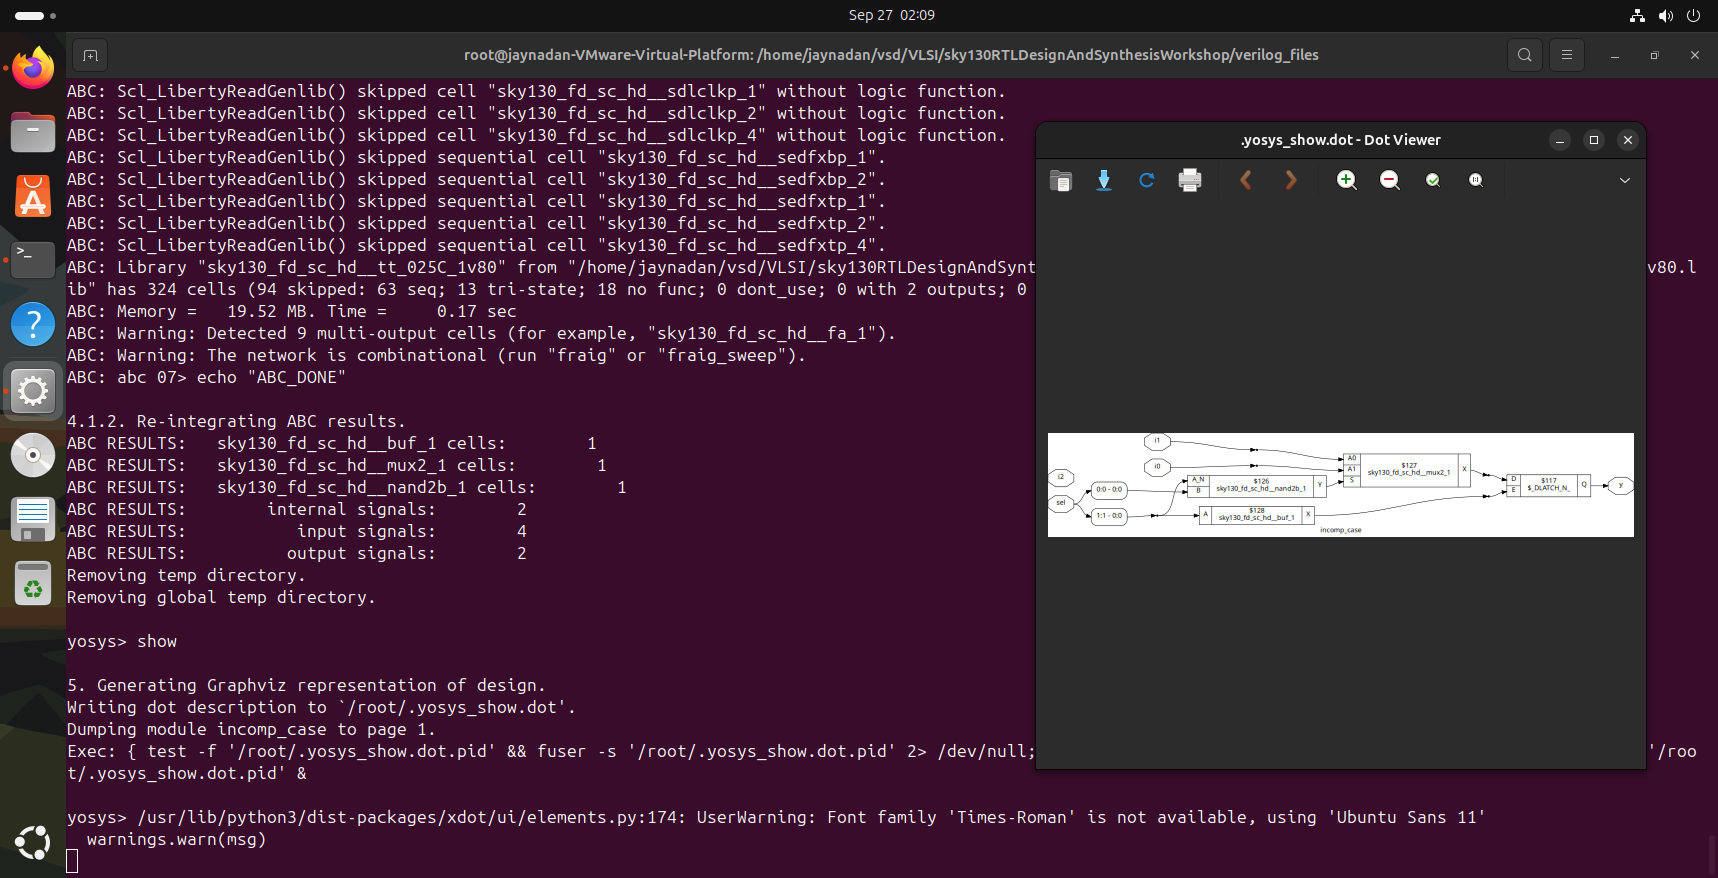 Sep 27 02:09
root@jaynadan-VMware-Virtual-Platform: /home/jaynadan/vsd/VLSI/sky130RTLDesignAndSynthesisWorkshop/verilog_files
ABC: Scl_LibertyReadGenlib() skipped cell "sky130_fd_sc_hd__sdlclkp_1" without logic function.
ABC: Scl_LibertyReadGenlib() skipped cell "sky130_fd_sc_hd__sdlclkp_2" without logic function.
ABC: Scl_LibertyReadGenlib() skipped cell "sky130_fd_sc_hd__sdlclkp_4" without logic function.
ABC: Scl_LibertyReadGenlib() skipped sequential cell "sky130_fd_sc_hd__sedfxbp_1".
ABC: Scl_LibertyReadGenlib() skipped sequential cell "sky130_fd_sc_hd__sedfxbp_2".
ABC: Scl_LibertyReadGenlib() skipped sequential cell "sky130_fd_sc_hd__sedfxtp_1".
ABC: Scl_LibertyReadGenlib() skipped sequential cell "sky130_fd_sc_hd__sedfxtp_2".
ABC: Scl_LibertyReadGenlib() skipped sequential cell "sky130_fd_sc_hd__sedfxtp_4".
ABC: Library "sky130_fd_sc_hd__tt_025C_1v80" from "/home/jaynadan/vsd/VLSI/sky130RTLDesignAndSynt v80.l
ib" has 324 cells (94 skipped: 63 seq; 13 tri-state; 18 no func; 0 dont_use; 0 with 2 outputs; 0
ABC: Memory = 19.52 MB. Time = 0.17 sec
ABC: Warning: Detected 9 multi-output cells (for example, "sky130_fd_sc_hd__fa_1").
ABC: Warning: The network is combinational (run "fraig" or "fraig_sweep").
ABC: abc 07> echo "ABC_DONE"
4.1.2. Re-integrating ABC results.
ABC RESULTS: sky130_fd_sc_hd__buf_1 cells: 1
ABC RESULTS: sky130_fd_sc_hd__mux2_1 cells: 1
ABC RESULTS: sky130_fd_sc_hd__nand2b_1 cells: 1
ABC RESULTS: internal signals: 2
ABC RESULTS: input signals: 4
ABC RESULTS: output signals: 2
Removing temp directory.
Removing global temp directory.
yosys> show
5. Generating Graphviz representation of design.
Writing dot description to `/root/.yosys_show.dot'.
Dumping module incomp_case to page 1.
Exec: { test -f '/root/.yosys_show.dot.pid' && fuser -s '/root/.yosys_show.dot.pid' 2> /dev/null; '/roo
t/.yosys_show.dot.pid' &
yosys> /usr/lib/python3/dist-packages/xdot/ui/elements.py:174: UserWarning: Font family 'Times-Roman' is not available, using 'Ubuntu Sans 11'
warnings.warn(msg)
.yosys_show.dot - Dot Viewer
i1
i0
i2
sel
0:0 - 0:0
1:1 - 0:0
A_N
B
$126
sky130_fd_sc_hd__nand2b_1
Y
A
$128
sky130_fd_sc_hd__buf_1
X
A0
A1
S
$127
sky130_fd_sc_hd__mux2_1
X
D
E
$117
$_DLATCH_N_
Q
y
incomp_case